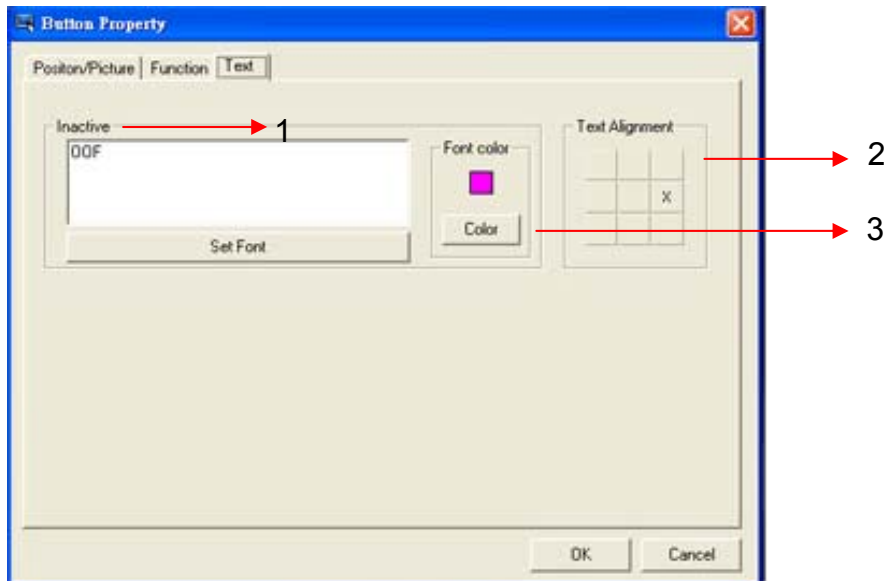 Button Property
Positon/Picture Function Text
Inactive 1
OOF
Set Font
Font color
Color
Text Alignment
X
2
3
OK Cancel